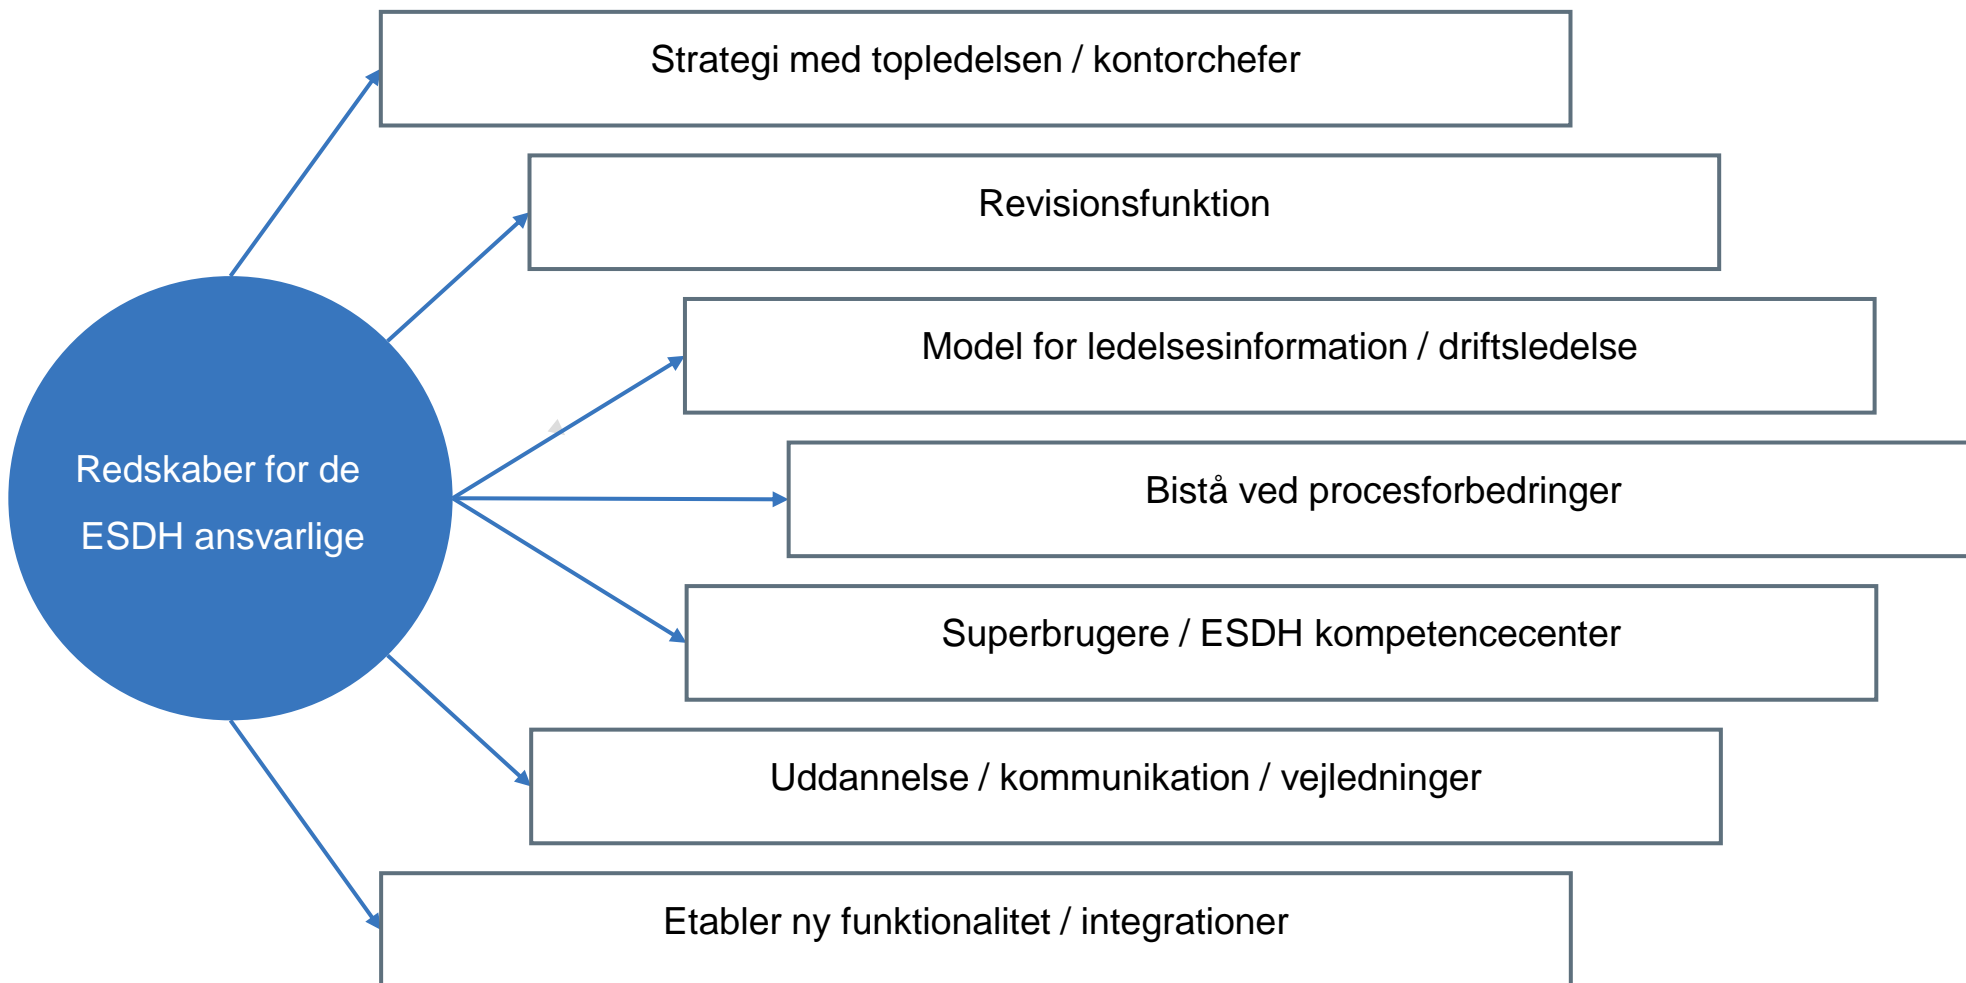 Strategi med topledelsen / kontorchefer
Revisionsfunktion
Model for ledelsesinformation / driftsledelse
Redskaber for de
ESDH ansvarlige
Bistå ved procesforbedringer
Superbrugere / ESDH kompetencecenter
Uddannelse / kommunikation / vejledninger
Etabler ny funktionalitet / integrationer